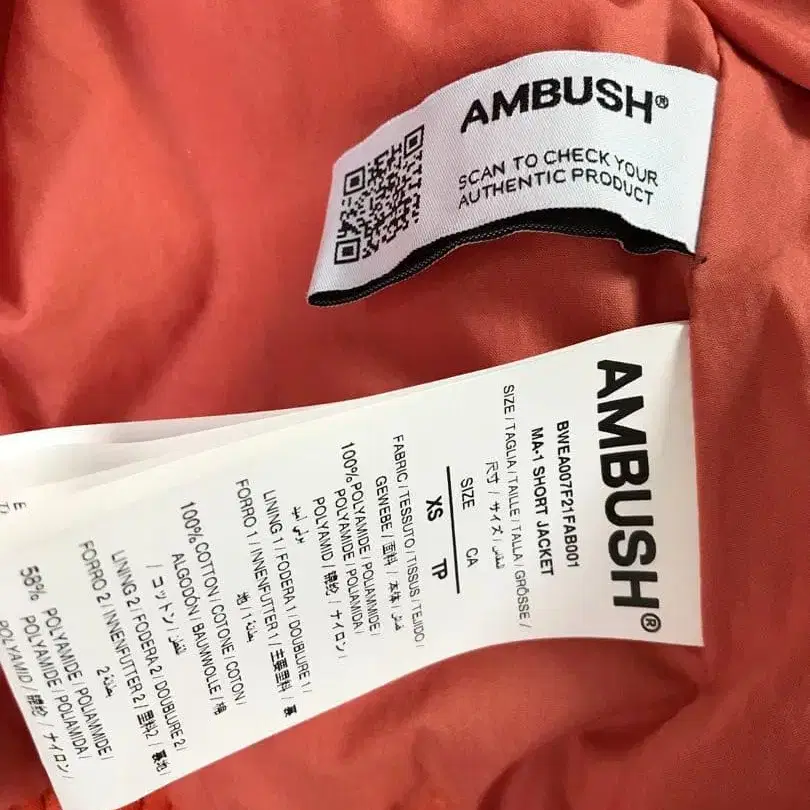 AMBUSH®
SCAN TO CHECK YOUR
AUTHENTIC PRODUCT
AMBUSH®
BWEA007F21FAB001
MA-1 SHORT JACKET
SIZE / TAGLIA / TAILLE / TALLA / GRÖSSE /
尺寸 / サイズ /
SIZE CA
XS TP
FABRIC / TESSUTO / TISSUS / TEJIDO /
GEWEBE / 面料 / 本体 /
100% POLYAMIDE / POLIAMMIDE /
POLYAMIDE / POLIAMIDA /
POLYAMID / 锦纶 / ナイロン /
LINING 1 / FODERA 1 / DOUBLURE 1 /
FORRO 1 / INNENFUTTER 1 / 主要里料 / 裏
地 / 1
100% COTTON / COTONE / COTON /
ALGODÓN / BAUMWOLLE / 棉
/ コットン /
LINING 2 / FODERA 2 / DOUBLURE 2 /
FORRO 2 / INNENFUTTER 2 / 里料2 / 裏地 /
2
58% POLYAMIDE / POLIAMMIDE /
POLYAMIDE / POLIAMIDA /
POLYAMID / 锦纶 / ナイロン /